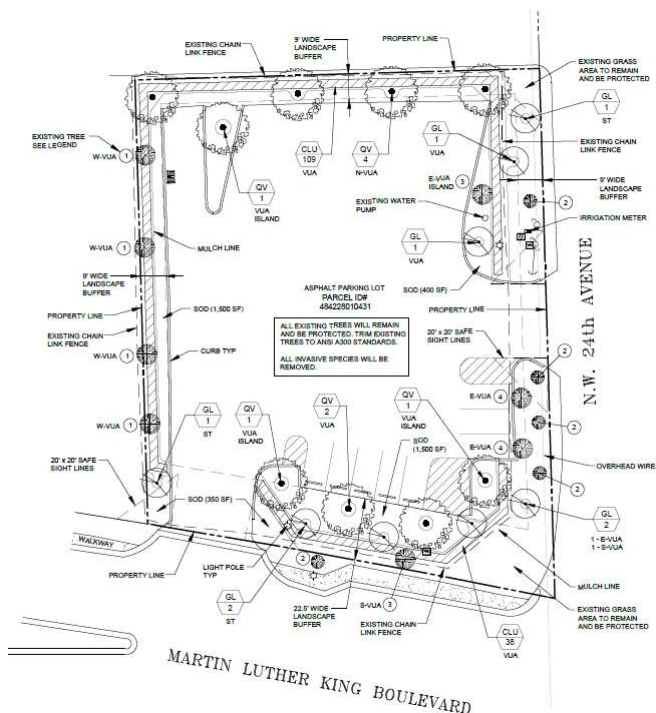 EXISTING CHAIN
LINK FENCE
9' WIDE
LANDSCAPE
BUFFER
PROPERTY LINE
EXISTING GRASS
AREA TO REMAIN
AND BE PROTECTED
GL
1
ST
EXISTING TREE
SEE LEGEND
W-VUA 1
QV
1
VUA
ISLAND
CLU
109
VUA
QV
4
N-VUA
GL
1
VUA
EXISTING CHAIN
LINK FENCE
E-VUA 3
ISLAND
9' WIDE
LANDSCAPE
BUFFER
2
EXISTING WATER
PUMP
IRRIGATION METER
W-VUA 1
MULCH LINE
GL
1
VUA
9' WIDE
LANDSCAPE
BUFFER
SOD (1,500 SF)
ASPHALT PARKING LOT
PARCEL ID#
484228010431
SOD (400 SF)
PROPERTY LINE
PROPERTY LINE
EXISTING CHAIN
LINK FENCE
CURB TYP
ALL EXISTING TREES WILL REMAIN
AND BE PROTECTED. TRIM EXISTING
TREES TO ANSI A300 STANDARDS.
ALL INVASIVE SPECIES WILL BE
REMOVED.
20' x 20' SAFE
SIGHT LINES
N.W. 24th AVENUE
W-VUA 1
2
E-VUA 4
W-VUA 1
GL
1
ST
QV
1
VUA
ISLAND
QV
2
VUA
QV
1
VUA
ISLAND
2
E-VUA 4
SOD
(1,500 SF)
OVERHEAD WIRE
20' x 20' SAFE
SIGHT LINES
2
SOD (350 SF)
GL
2
1 - E-VUA
1 - S-VUA
WALKWAY
PROPERTY LINE
LIGHT POLE
TYP
2
MULCH LINE
GL
2
ST
22.5' WIDE
LANDSCAPE
BUFFER
S-VUA 3
EXISTING CHAIN
LINK FENCE
CLU
38
VUA
EXISTING GRASS
AREA TO REMAIN
AND BE PROTECTED
MARTIN LUTHER KING BOULEVARD